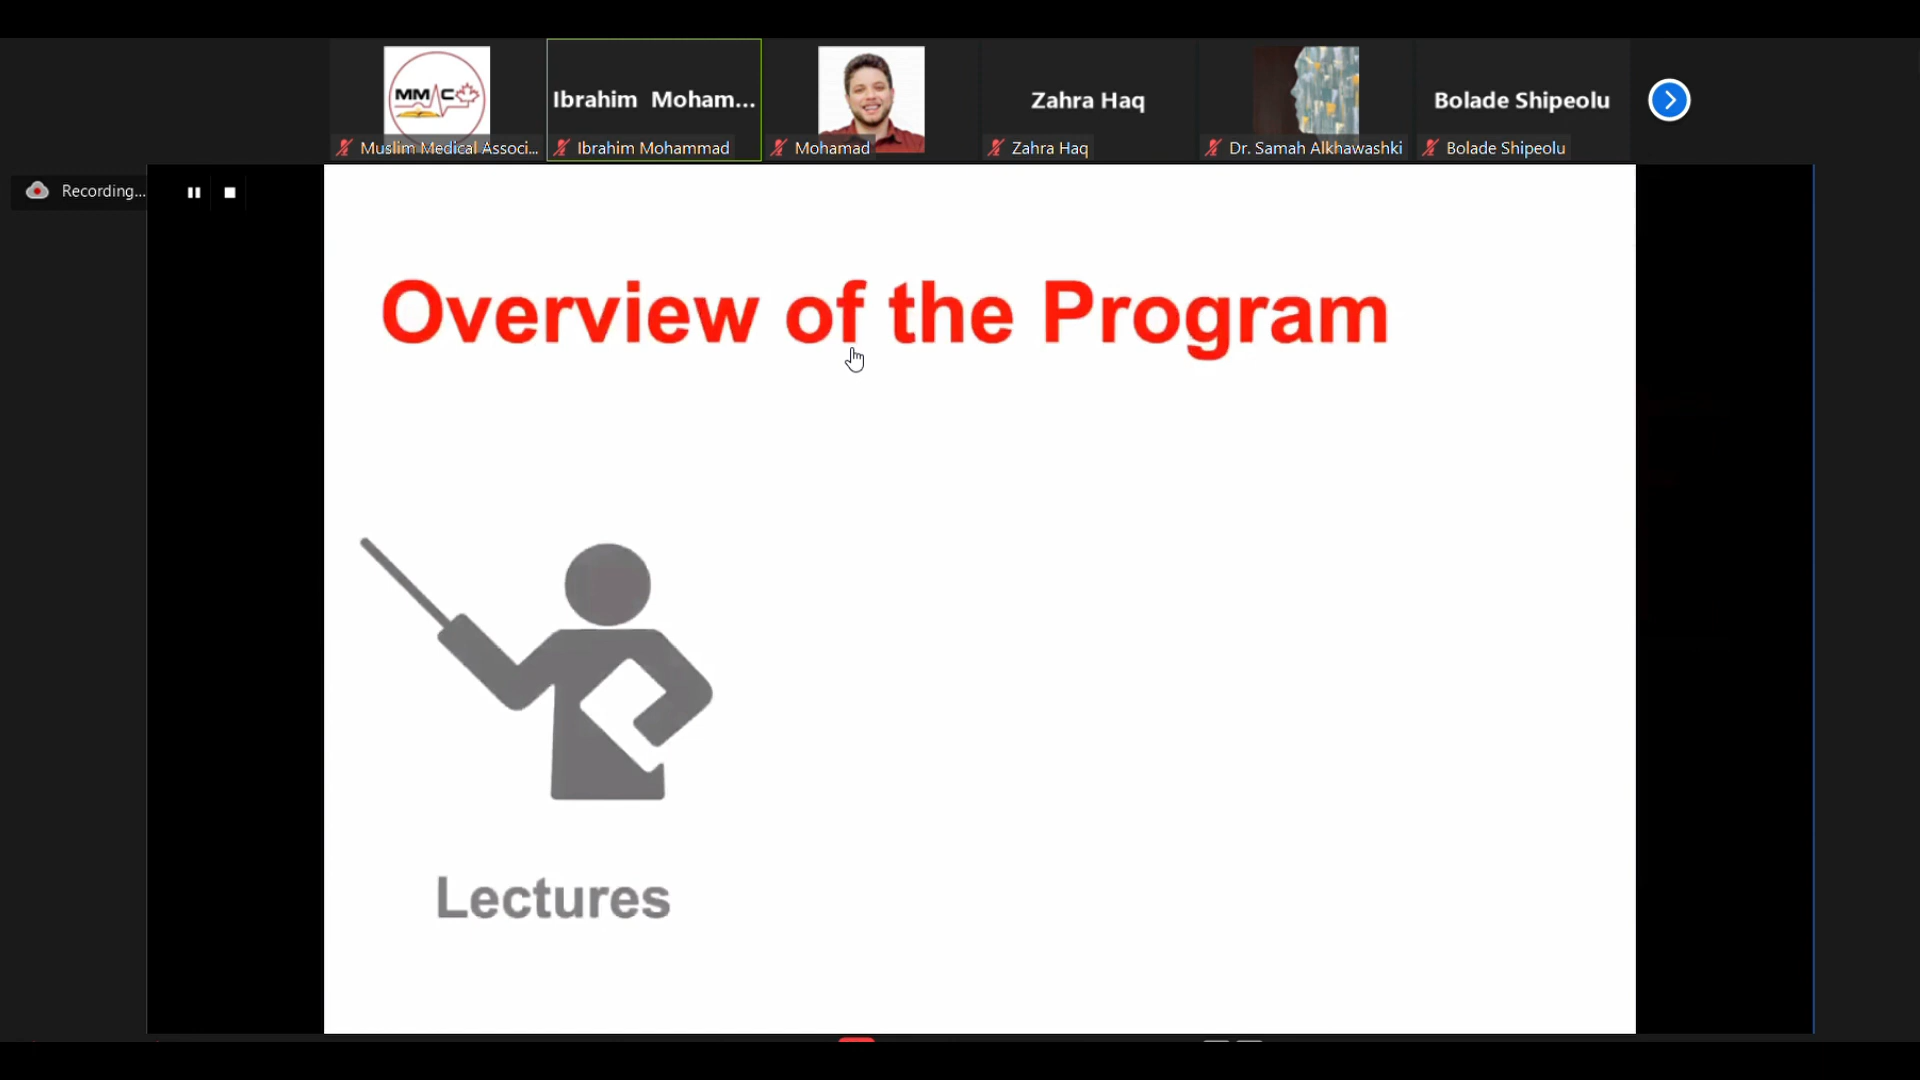 MMAC
Ibrahim Moham...
Zahra Haq
Bolade Shipeolu
Muslim Medical Associ...
Ibrahim Mohammad
Mohamad
Zahra Haq
Dr. Samah Alkhawashki
Bolade Shipeolu
Recording...
Overview of the Program
Lectures